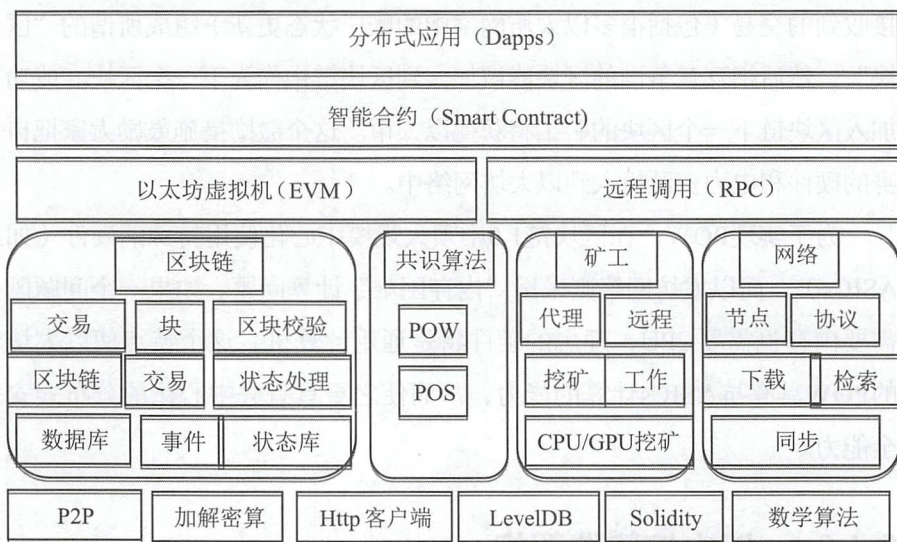 分布式应用（Dapps）
智能合约（Smart Contract)
以太坊虚拟机（EVM）
远程调用（RPC）
区块链
交易
块
区块校验
区块链
交易
状态处理
数据库
事件
状态库
共识算法
POW
POS
矿工
代理
远程
挖矿
工作
CPU/GPU挖矿
网络
节点
协议
下载
检索
同步
P2P
加解密算
Http 客户端
LevelDB
Solidity
数学算法